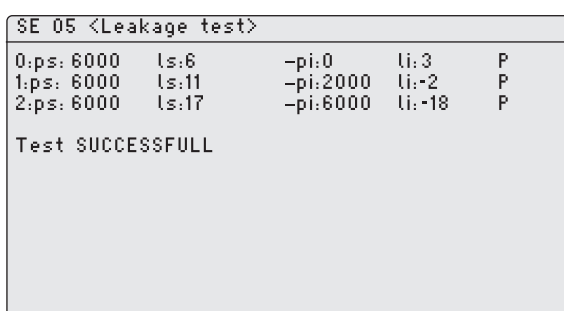 SE 05 <Leakage test>
0:ps: 6000 ls:6 –pi:0 li:3 P
1:ps: 6000 ls:11 –pi:2000 li:-2 P
2:ps: 6000 ls:17 –pi:6000 li:-18 P
Test SUCCESSFULL